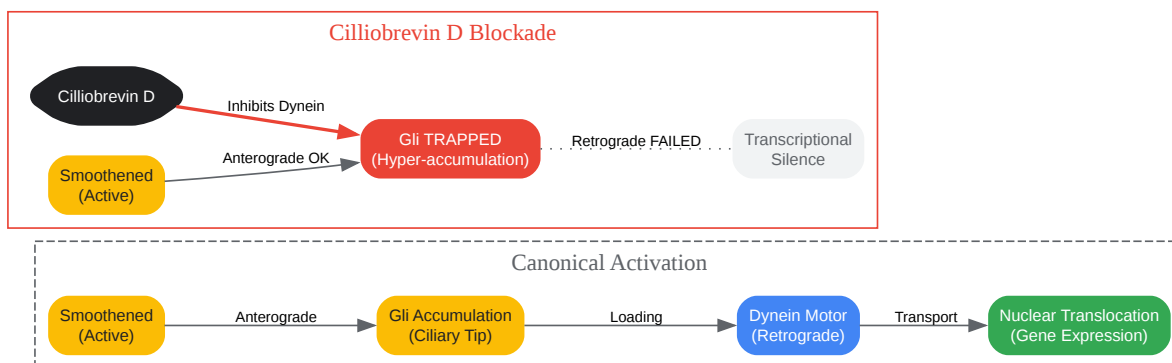 Cilliobrevin D Blockade
Cilliobrevin D
Inhibits Dynein
Smoothened
(Active)
Anterograde OK
Gli TRAPPED
(Hyper-accumulation)
Retrograde FAILED
Transcriptional
Silence
Canonical Activation
Smoothened
(Active)
Anterograde
Gli Accumulation
(Ciliary Tip)
Loading
Dynein Motor
(Retrograde)
Transport
Nuclear Translocation
(Gene Expression)